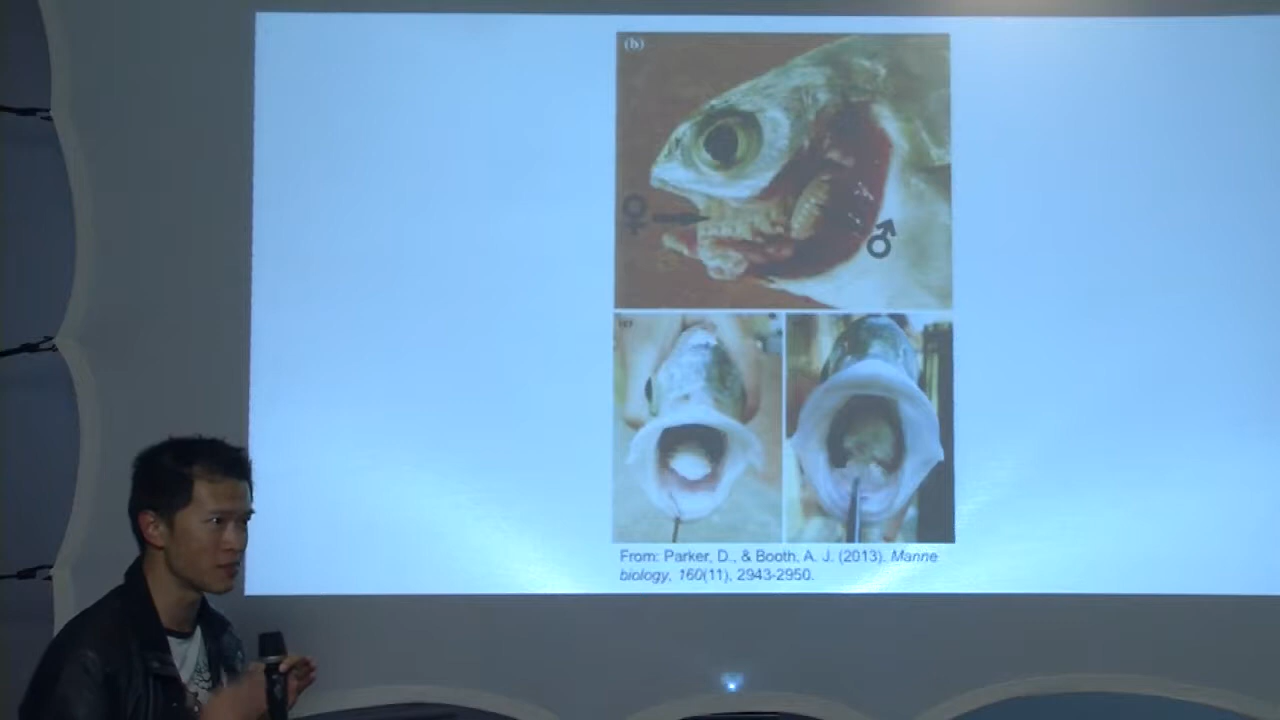 (b)
From: Parker, D., & Booth, A. J. (2013). Marine
biology, 160(11), 2943-2950.